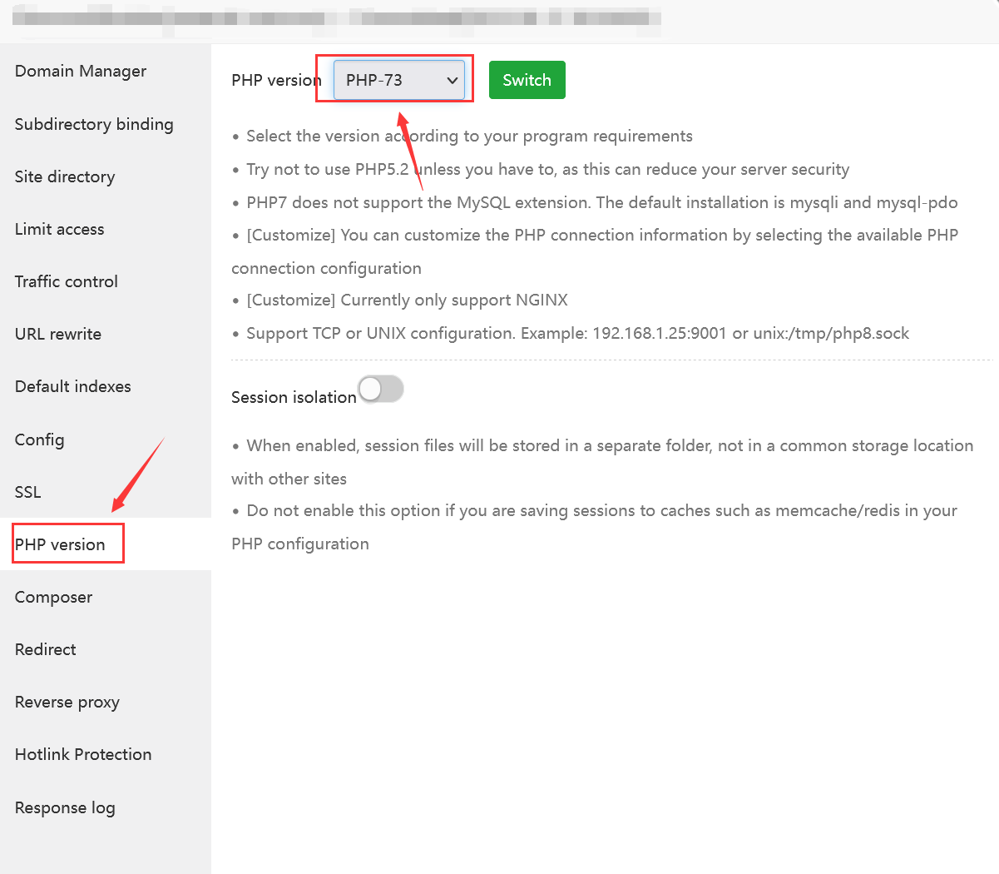 Domain Manager
Subdirectory binding
Site directory
Limit access
Traffic control
URL rewrite
Default indexes
Config
SSL
PHP version
Composer
Redirect
Reverse proxy
Hotlink Protection
Response log
PHP version PHP-73 Switch
• Select the version according to your program requirements
• Try not to use PHP5.2 unless you have to, as this can reduce your server security
• PHP7 does not support the MySQL extension. The default installation is mysqli and mysql-pdo
• [Customize] You can customize the PHP connection information by selecting the available PHP
connection configuration
• [Customize] Currently only support NGINX
• Support TCP or UNIX configuration. Example: 192.168.1.25:9001 or unix:/tmp/php8.sock
Session isolation
• When enabled, session files will be stored in a separate folder, not in a common storage location
with other sites
• Do not enable this option if you are saving sessions to caches such as memcache/redis in your
PHP configuration